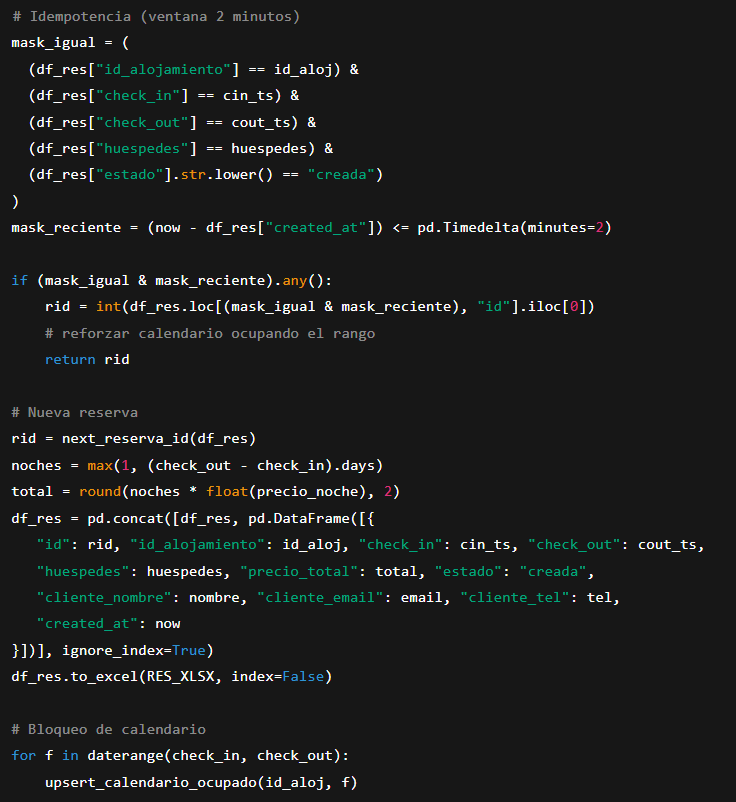 # Idempotencia (ventana 2 minutos)
mask_igual = (
  (df_res["id_alojamiento"] == id_aloj) &
  (df_res["check_in"] == cin_ts) &
  (df_res["check_out"] == cout_ts) &
  (df_res["huespedes"] == huespedes) &
  (df_res["estado"].str.lower() == "creada")
)
mask_reciente = (now - df_res["created_at"]) <= pd.Timedelta(minutes=2)

if (mask_igual & mask_reciente).any():
    rid = int(df_res.loc[(mask_igual & mask_reciente), "id"].iloc[0])
    # reforzar calendario ocupando el rango
    return rid

# Nueva reserva
rid = next_reserva_id(df_res)
noches = max(1, (check_out - check_in).days)
total = round(noches * float(precio_noche), 2)
df_res = pd.concat([df_res, pd.DataFrame([{
   "id": rid, "id_alojamiento": id_aloj, "check_in": cin_ts, "check_out": cout_ts,
   "huespedes": huespedes, "precio_total": total, "estado": "creada",
   "cliente_nombre": nombre, "cliente_email": email, "cliente_tel": tel,
   "created_at": now
}])], ignore_index=True)
df_res.to_excel(RES_XLSX, index=False)

# Bloqueo de calendario
for f in daterange(check_in, check_out):
    upsert_calendario_ocupado(id_aloj, f)